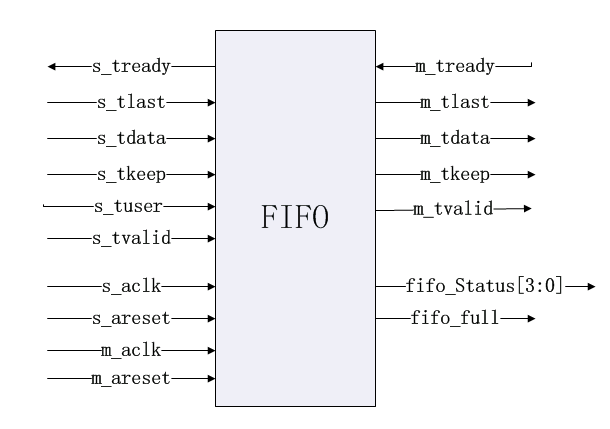 s_tready
s_tlast
s_tdata
s_tkeep
s_tuser
s_tvalid
s_aclk
s_areset
m_aclk
m_areset
FIFO
m_tready
m_tlast
m_tdata
m_tkeep
m_tvalid
fifo_Status[3:0]
fifo_full